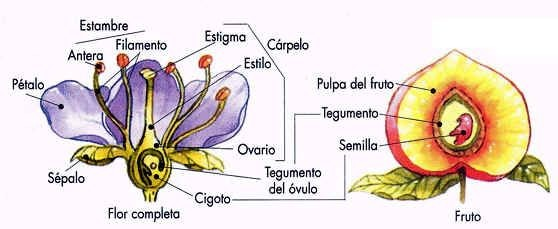 Estambre
Antera
Filamento
Estigma
Cárpelo
Estilo
Pétalo
Ovario
Sépalo
Tegumento
del óvulo
Cigoto
Flor completa
Pulpa del fruto
Tegumento
Semilla
Fruto